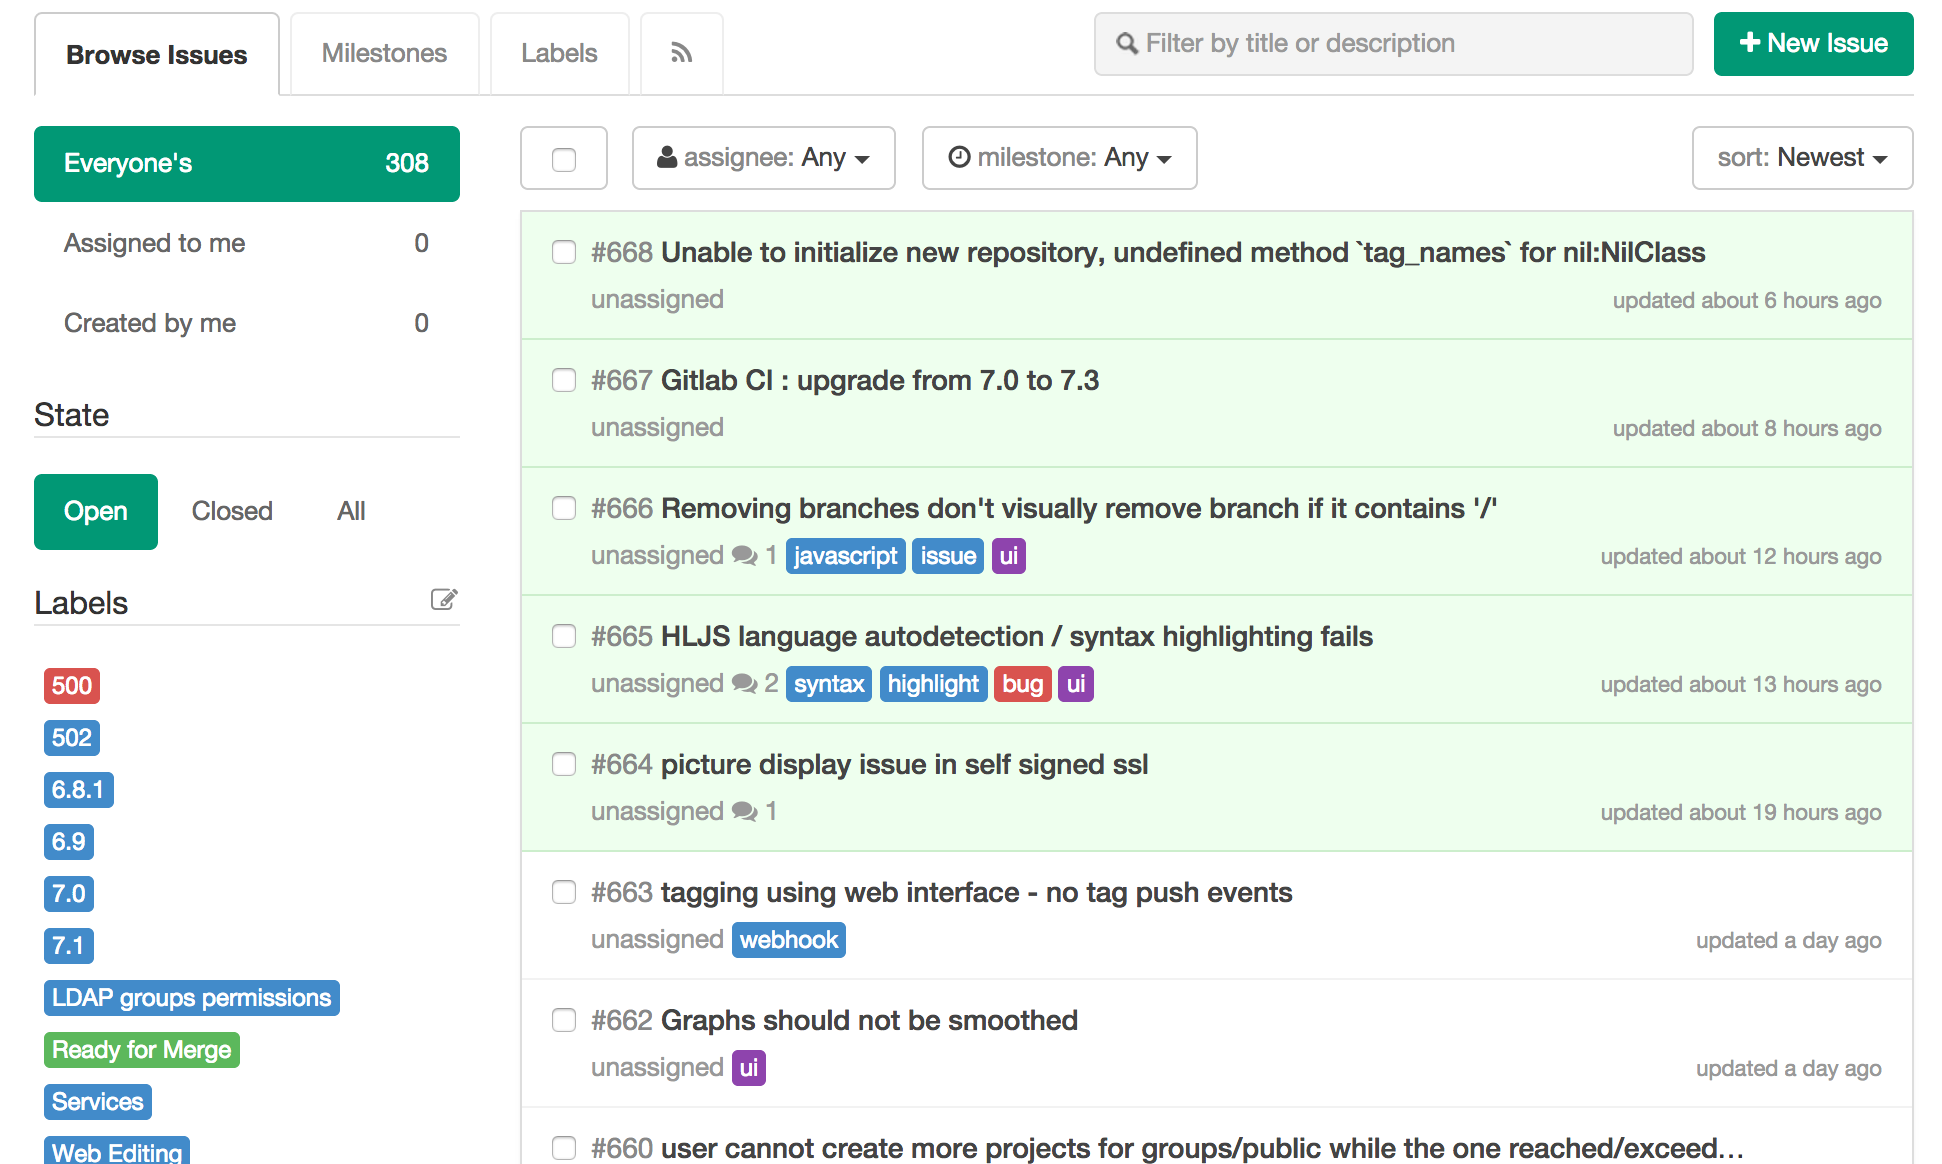 Browse Issues Milestones Labels Filter by title or description New Issue
Everyone's 308
Assigned to me 0
Created by me 0
State
Open Closed All
Labels
500
502
6.8.1
6.9
7.0
7.1
LDAP groups permissions
Ready for Merge
Services
Web Editing
assignee: Any milestone: Any sort: Newest
#668 Unable to initialize new repository, undefined method `tag_names` for nil:NilClass
unassigned updated about 6 hours ago
#667 Gitlab CI : upgrade from 7.0 to 7.3
unassigned updated about 8 hours ago
#666 Removing branches don't visually remove branch if it contains '/'
unassigned 1 javascript issue ui updated about 12 hours ago
#665 HLJS language autodetection / syntax highlighting fails
unassigned 2 syntax highlight bug ui updated about 13 hours ago
#664 picture display issue in self signed ssl
unassigned 1 updated about 19 hours ago
#663 tagging using web interface - no tag push events
unassigned webhook updated a day ago
#662 Graphs should not be smoothed
unassigned ui updated a day ago
#660 user cannot create more projects for groups/public while the one reached/exceed…